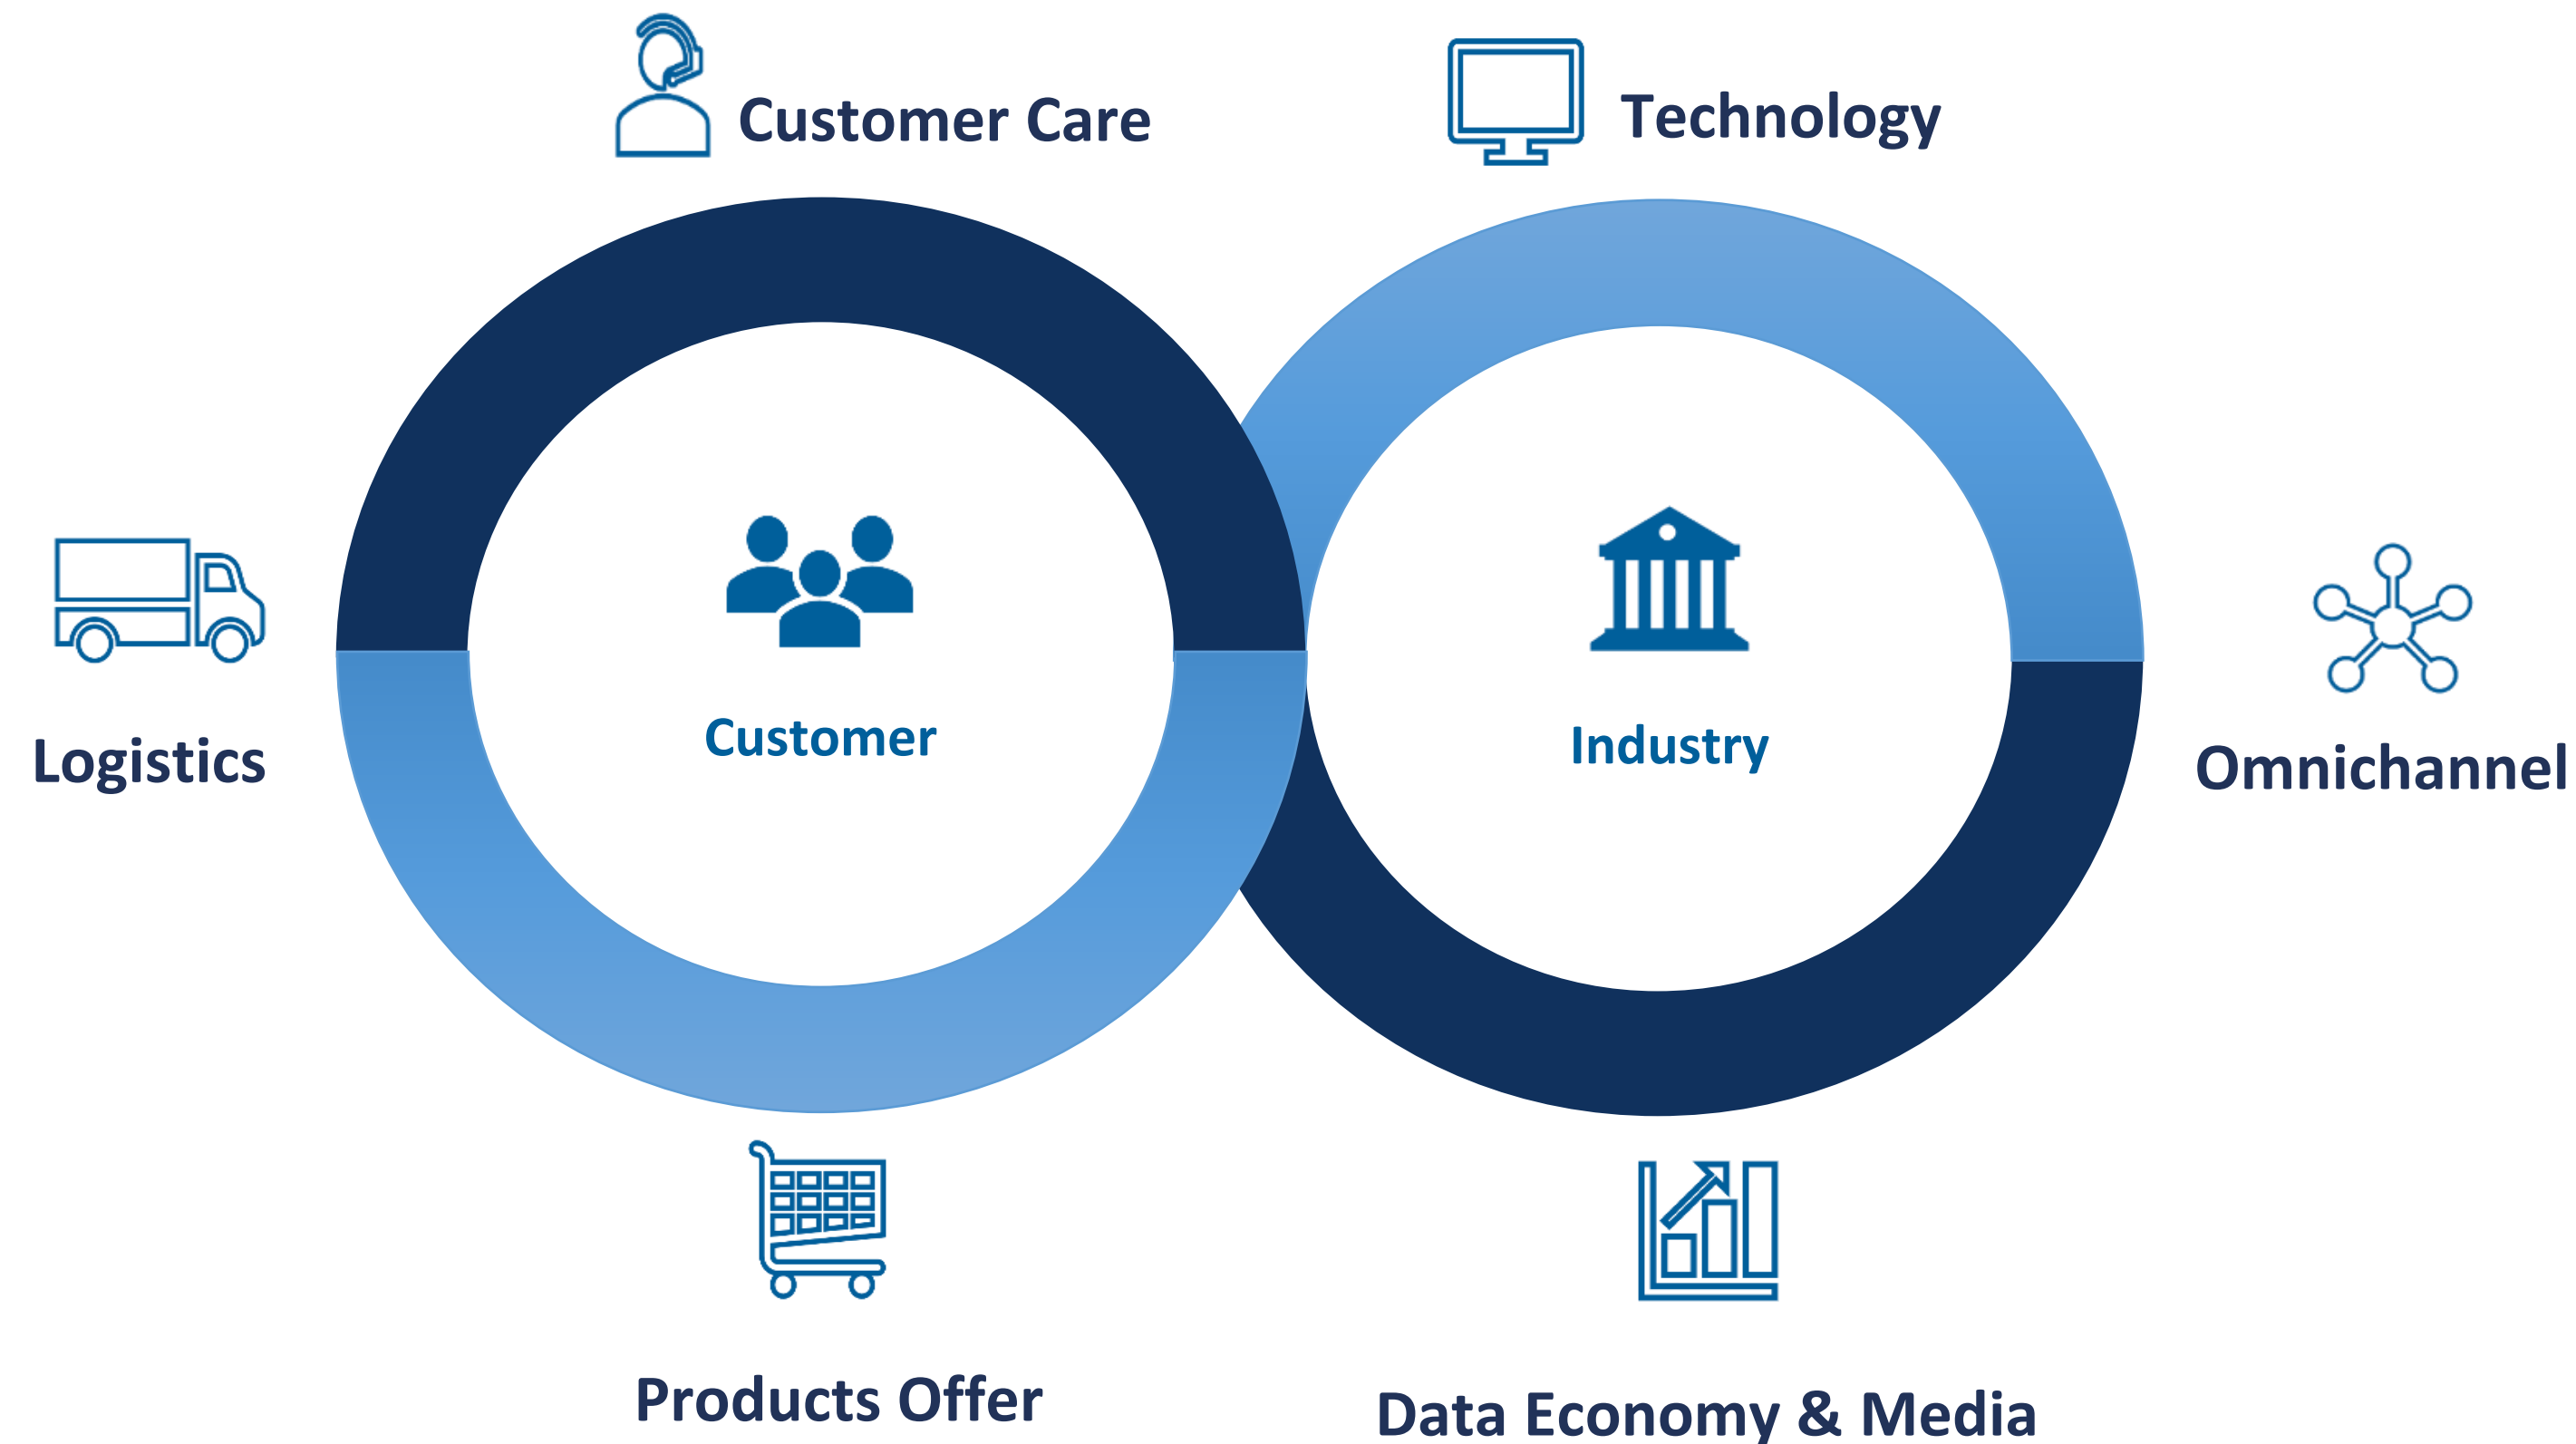 Customer Care
Technology
Logistics
Customer
Industry
Omnichannel
Products Offer
Data Economy & Media